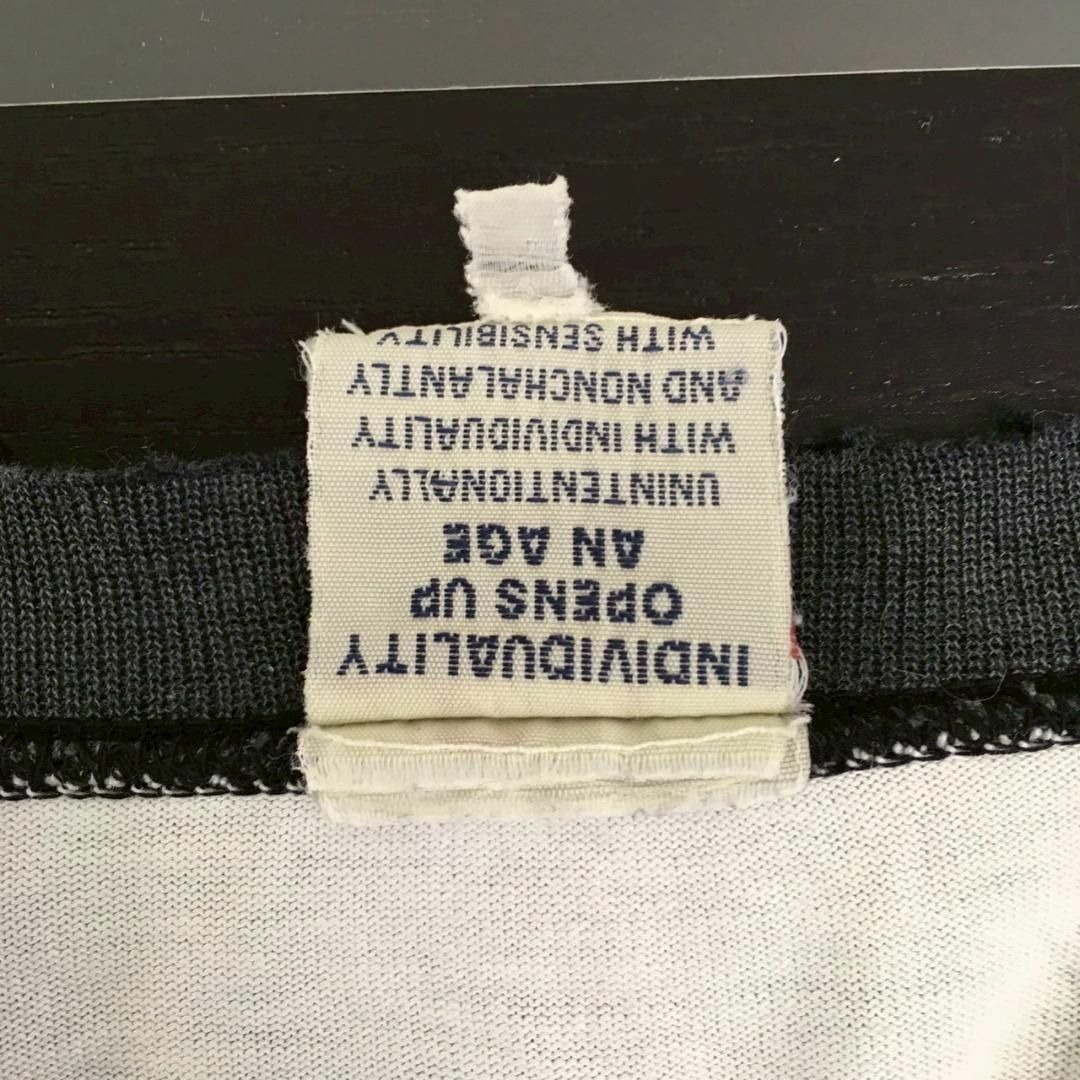 INDIVIDUALITY
OPENS UP
AN AGE
UNINTENTIONALLY
WITH INDIVIDUALITY
AND NONCHALANTLY
WITH SENSIBILITY